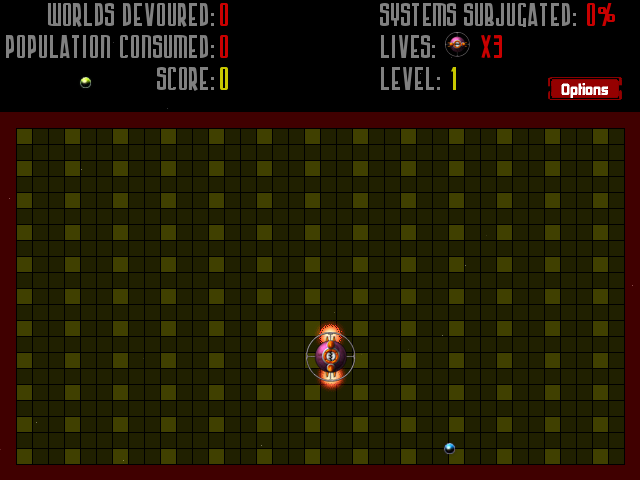 WORLDS DEVOURED: 0
SYSTEMS SUBJUGATED: 0%
POPULATION CONSUMED: 0
LIVES: X3
SCORE: 0
LEVEL: 1
Options